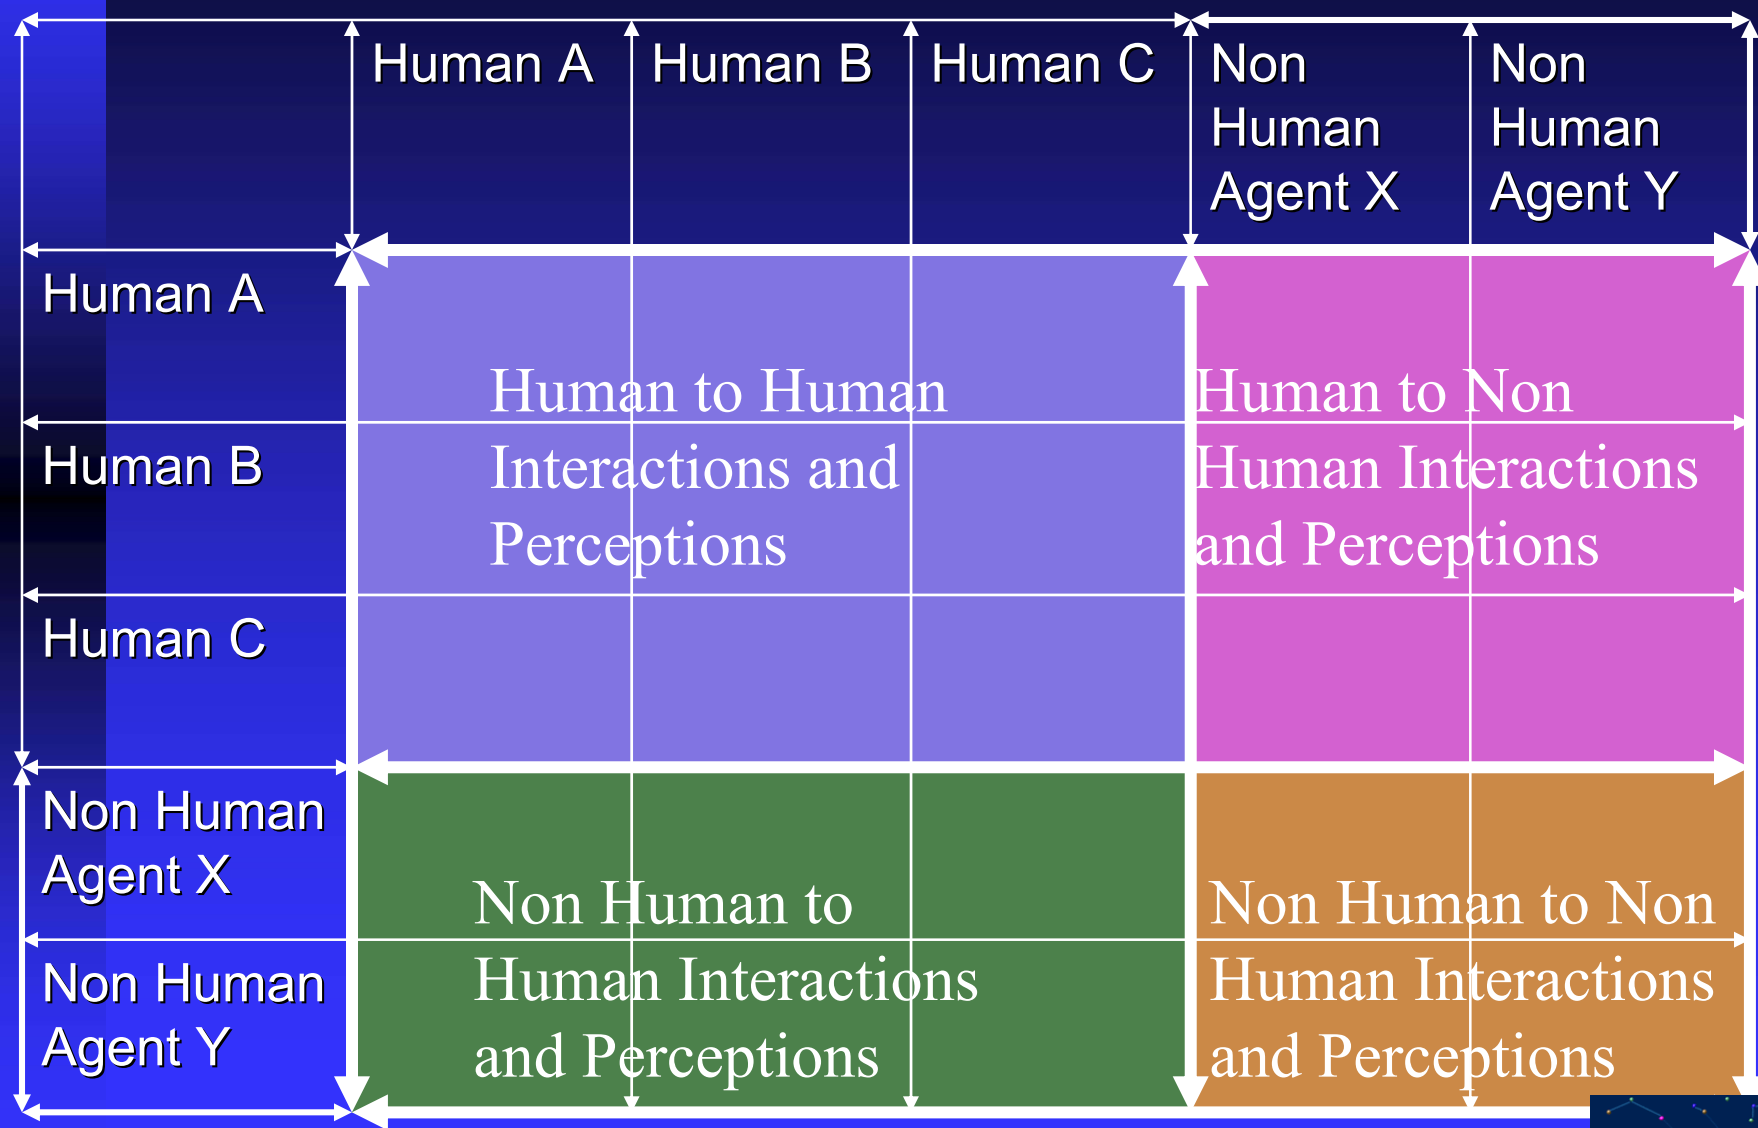 Human A
Human B
Human C
Non
Human
Agent X
Non
Human
Agent Y
Human A
Human B
Human C
Non Human
Agent X
Non Human
Agent Y
Human to Human
Interactions and
Perceptions
Human to Non
Human Interactions
and Perceptions
Non Human to
Human Interactions
and Perceptions
Non Human to Non
Human Interactions
and Perceptions